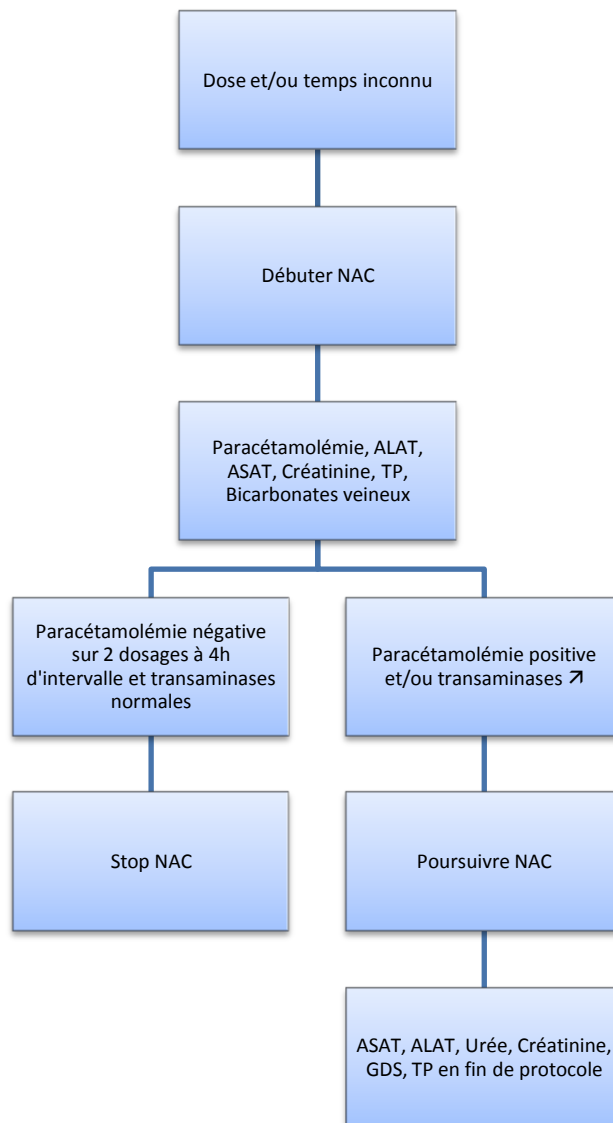 Dose et/ou temps inconnu
Débuter NAC
Paracétamolémie, ALAT,
ASAT, Créatinine, TP,
Bicarbonates veineux
Paracétamolémie négative
sur 2 dosages à 4h
d'intervalle et transaminases
normales
Paracétamolémie positive
et/ou transaminases ↗
Stop NAC
Poursuivre NAC
ASAT, ALAT, Urée, Créatinine,
GDS, TP en fin de protocole